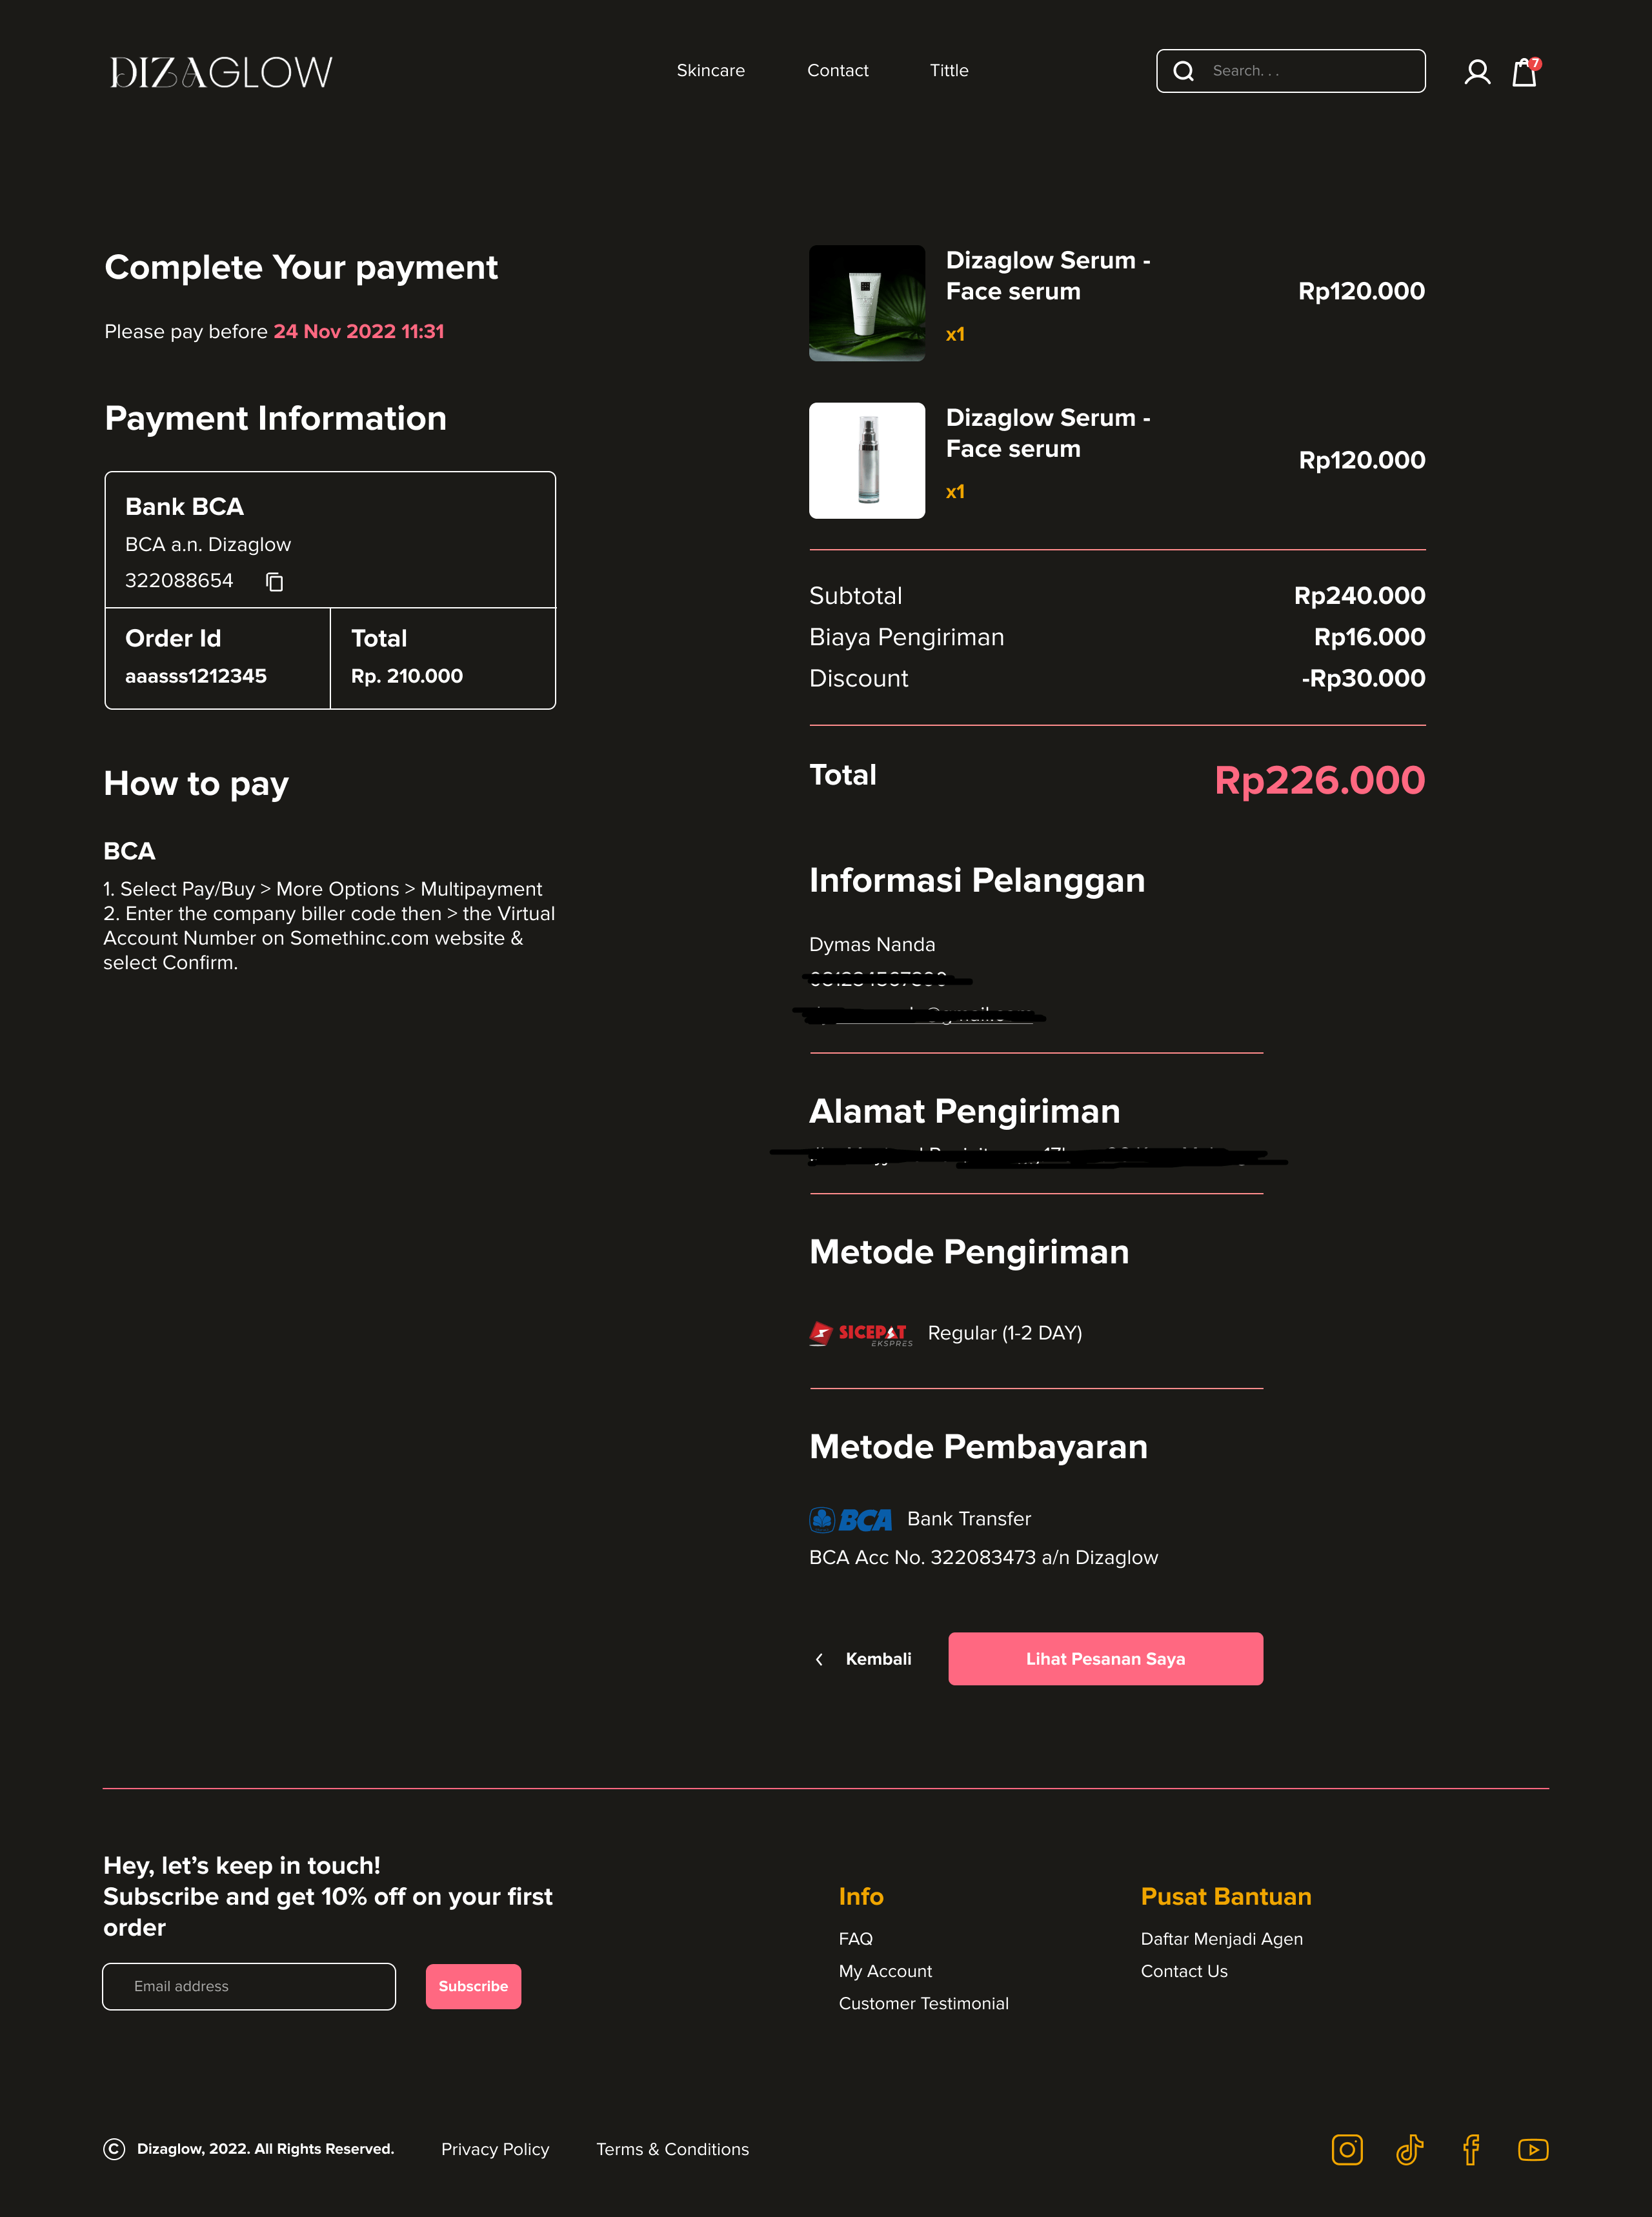 DIZAGLOW
Skincare
Contact
Tittle
Search. . .
7
Complete Your payment
Please pay before 24 Nov 2022 11:31
Payment Information
Bank BCA
BCA a.n. Dizaglow
322088654
Order Id
aaasss1212345
Total
Rp. 210.000
How to pay
BCA
1. Select Pay/Buy > More Options > Multipayment
2. Enter the company biller code then > the Virtual
Account Number on Somethinc.com website &
select Confirm.
Dizaglow Serum -
Face serum
x1
Rp120.000
Dizaglow Serum -
Face serum
x1
Rp120.000
Subtotal Rp240.000
Biaya Pengiriman Rp16.000
Discount -Rp30.000
Total Rp226.000
Informasi Pelanggan
Dymas Nanda
Alamat Pengiriman
Metode Pengiriman
SICEPAT EKSPRES Regular (1-2 DAY)
Metode Pembayaran
BCA Bank Transfer
BCA Acc No. 322083473 a/n Dizaglow
Kembali
Lihat Pesanan Saya
Hey, let's keep in touch!
Subscribe and get 10% off on your first
order
Email address
Subscribe
Info
FAQ
My Account
Customer Testimonial
Pusat Bantuan
Daftar Menjadi Agen
Contact Us
© Dizaglow, 2022. All Rights Reserved.
Privacy Policy
Terms & Conditions